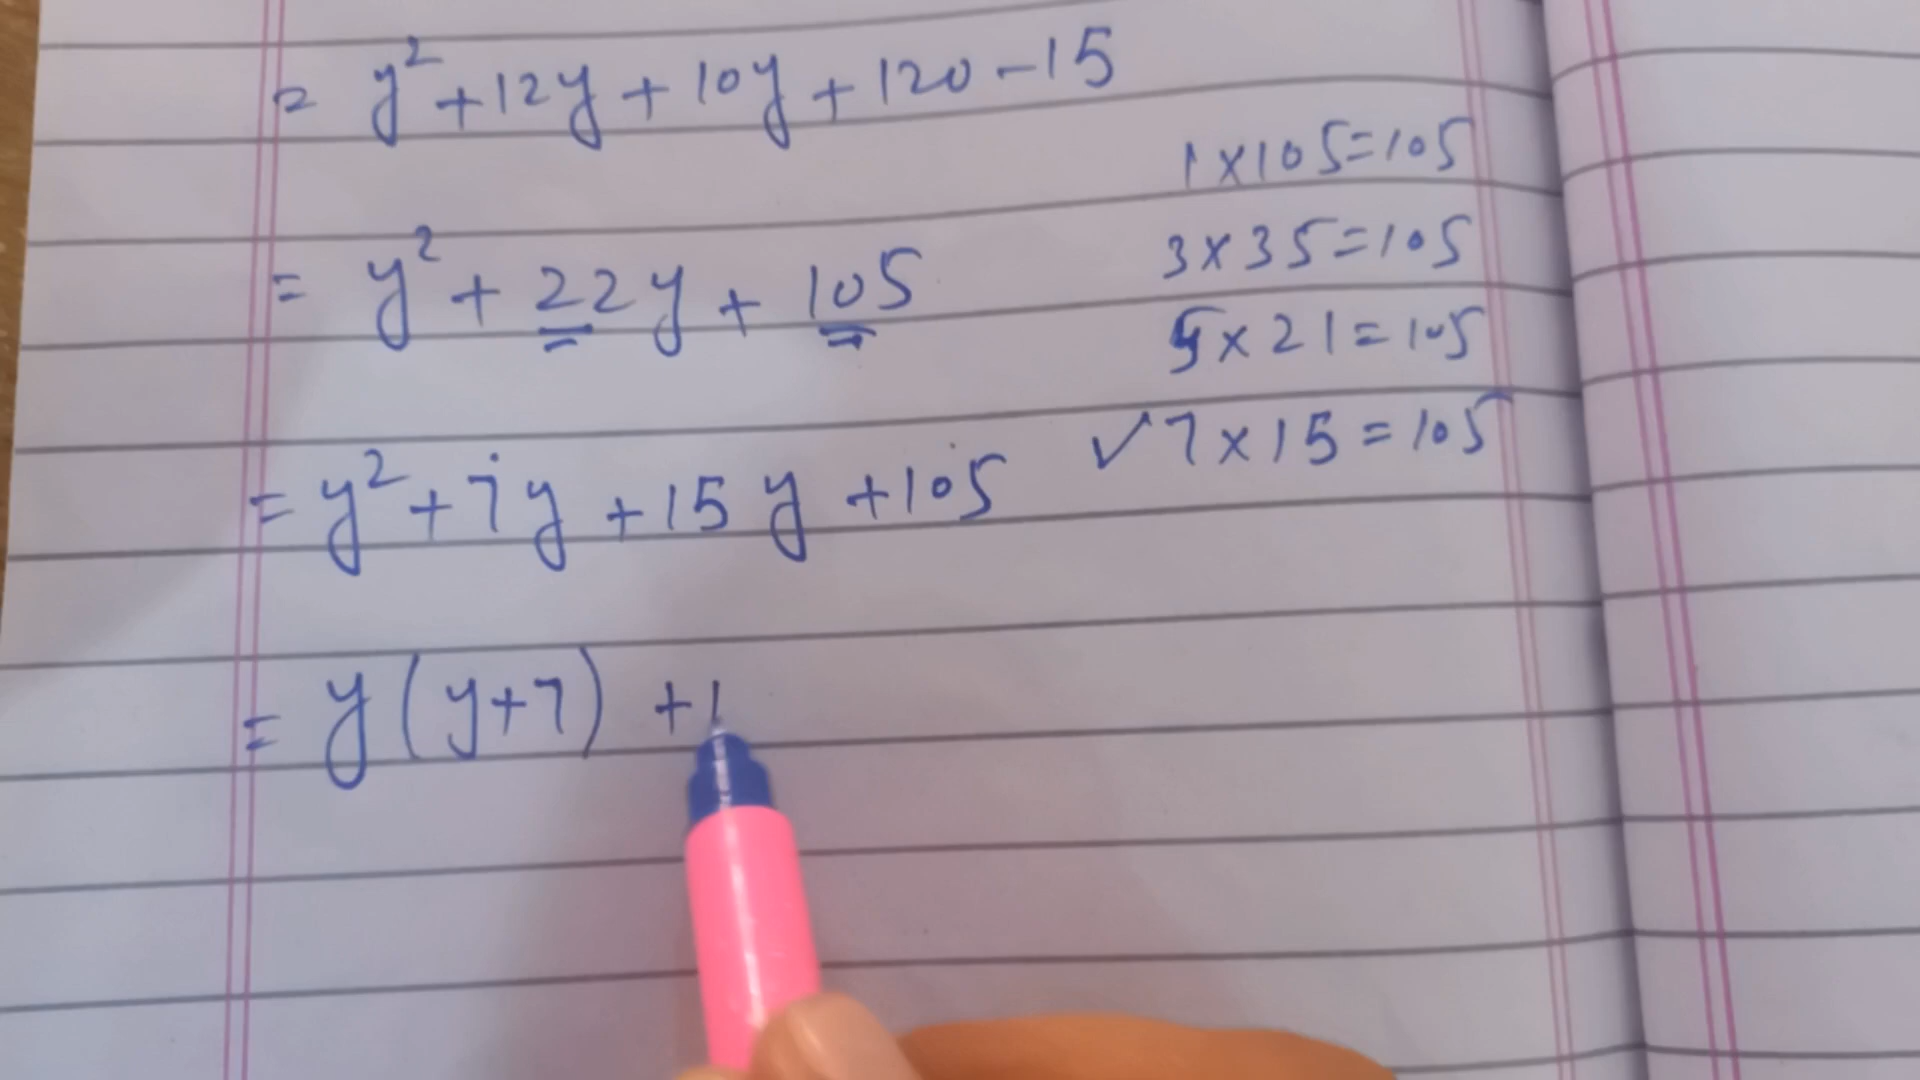 = y² + 12y + 10y + 120 - 15
1 × 105 = 105
= y² + 22y + 105
3 × 35 = 105
5 × 21 = 105
✓ 7 × 15 = 105
= y² + 7y + 15y + 105
= y(y+7) + 1